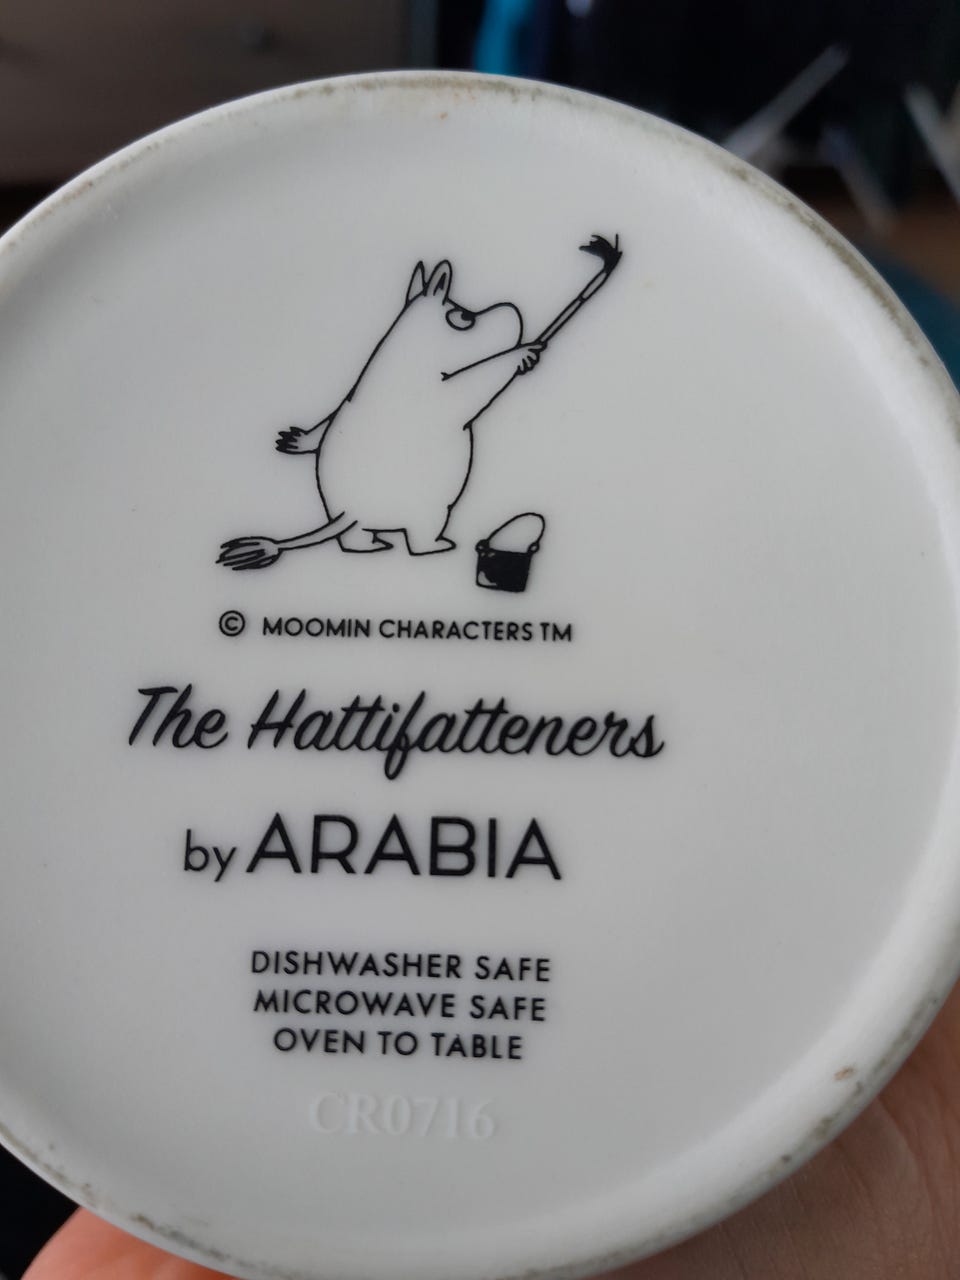 © MOOMIN CHARACTERS TM
The Hattifatteners
by ARABIA
DISHWASHER SAFE
MICROWAVE SAFE
OVEN TO TABLE
CR0716